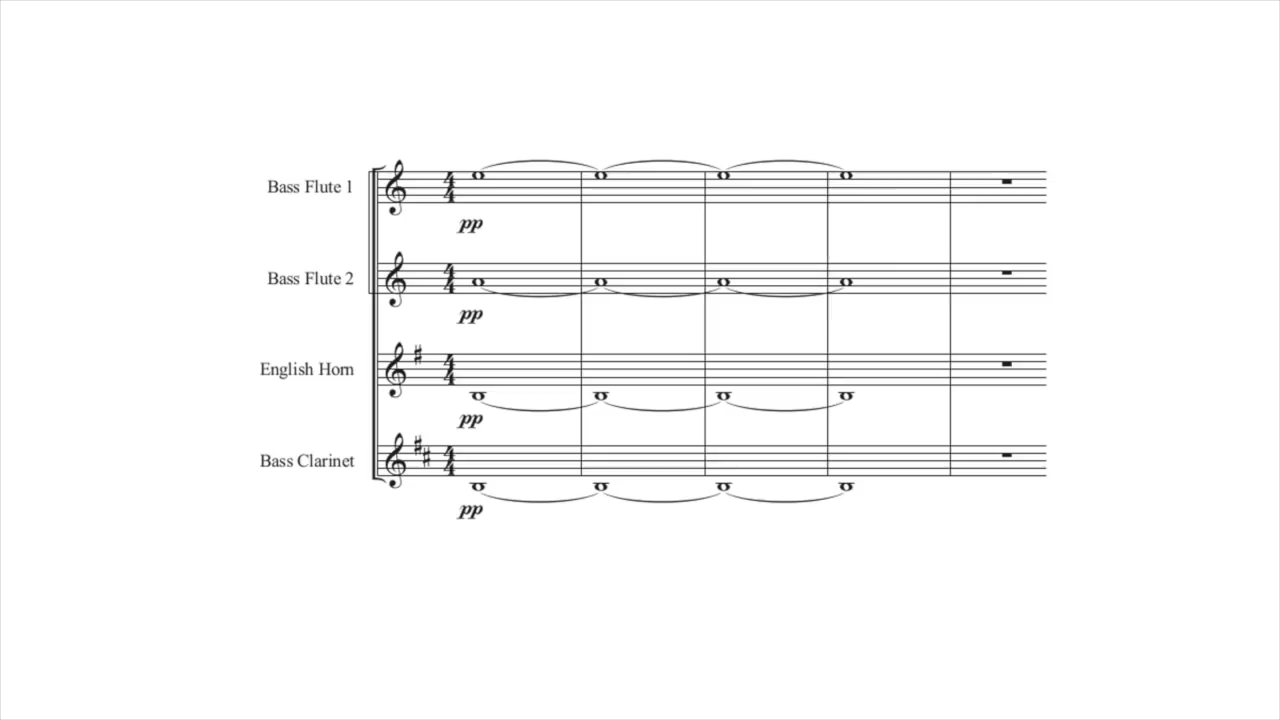 Bass Flute 1
pp
Bass Flute 2
pp
English Horn
pp
Bass Clarinet
pp